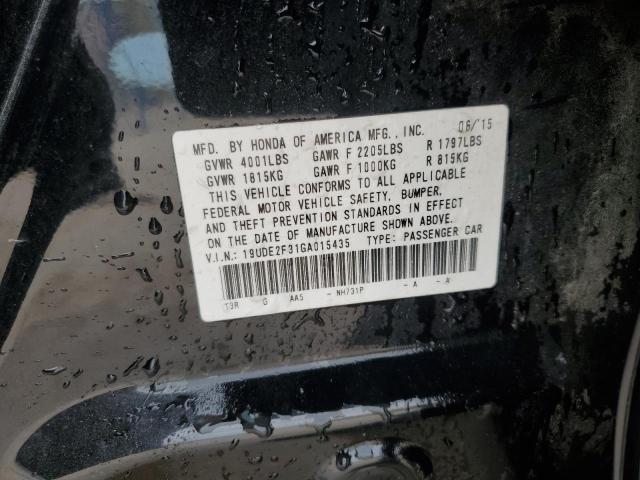 MFD. BY HONDA OF AMERICA MFG., INC. 06/'15
GVWR 4001LBS GAWR F 2205LBS R 1797LBS
GVWR 1815KG GAWR F 1000KG R 815KG
THIS VEHICLE CONFORMS TO ALL APPLICABLE
FEDERAL MOTOR VEHICLE SAFETY, BUMPER,
AND THEFT PREVENTION STANDARDS IN EFFECT
ON THE DATE OF MANUFACTURE SHOWN ABOVE.
V.I.N.: 19UDE2F31GA015435 TYPE: PASSENGER CAR
T3R G AA5 - NH731P - A - A